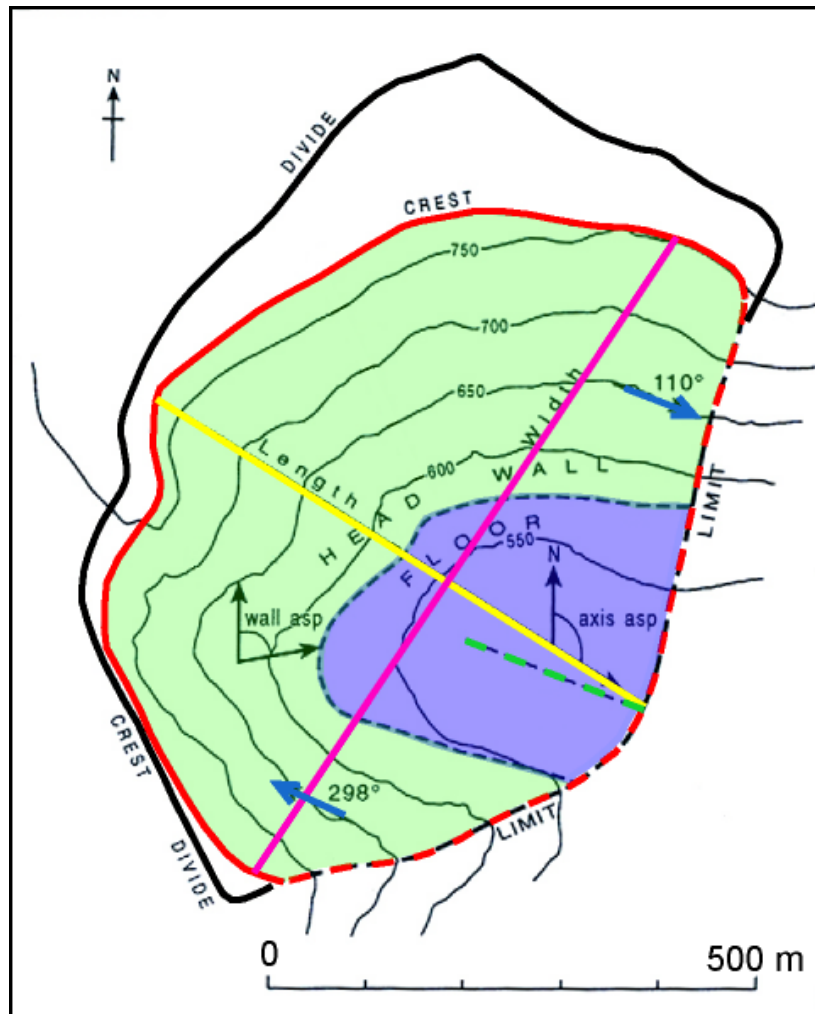 N
DIVIDE
CREST
750
700
650
110°
Width
Length
600
HEAD WALL
LIMIT
FLOOR
550
N
wall asp
axis asp
298°
CREST
LIMIT
DIVIDE
0 500 m